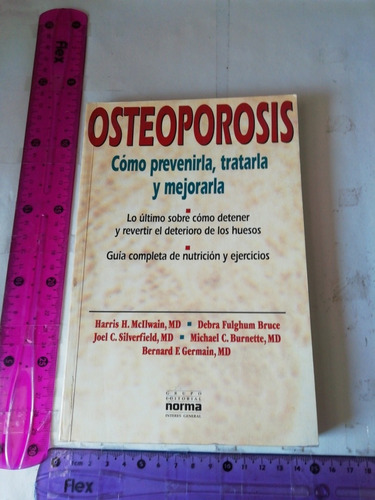 flex
OSTEOPOROSIS
Cómo prevenirla, tratarla
y mejorarla
Lo último sobre cómo detener
y revertir el deterioro de los huesos
Guía completa de nutrición y ejercicios
Harris H. McIlwain, MD ▪ Debra Fulghum Bruce
Joel C. Silverfield, MD ▪ Michael C. Burnette, MD
Bernard F. Germain, MD
GRUPO
EDITORIAL
norma
INTERÉS GENERAL
Flex